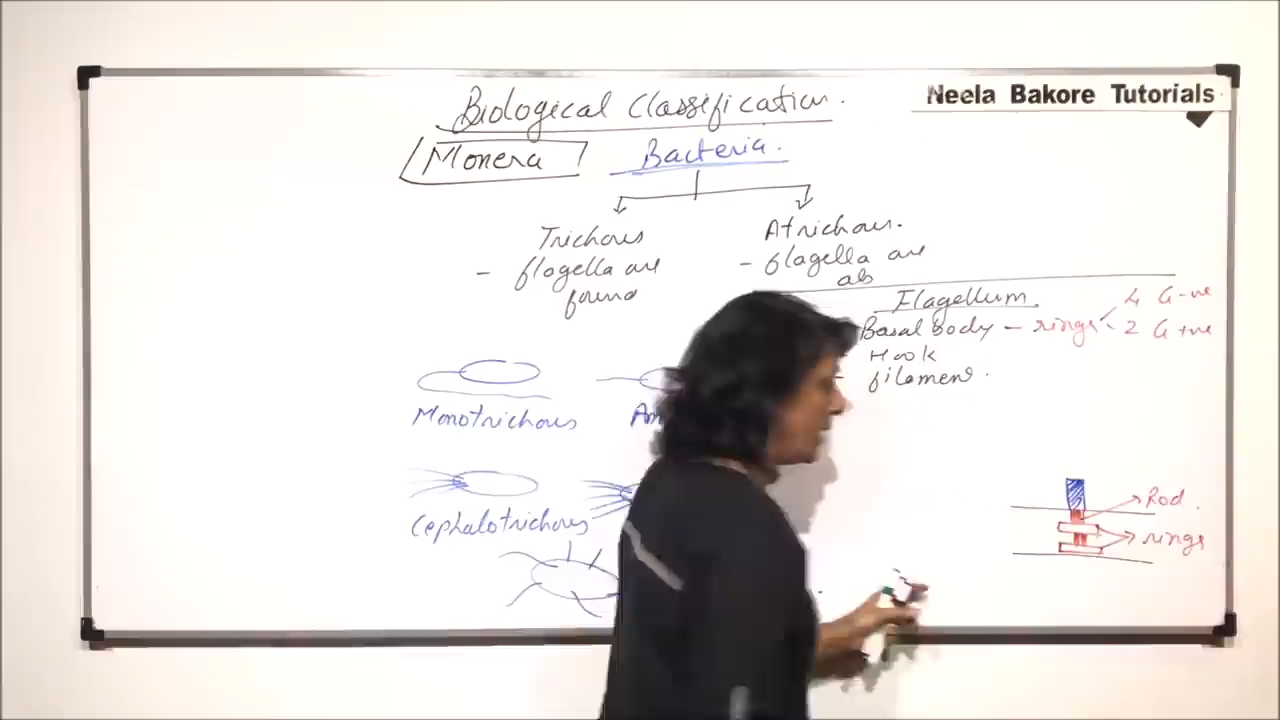 Biological Classification.
Neela Bakore Tutorials
Monera
Bacteria.
Trichous
- flagella are
found
Atrichous.
- flagella are
ab
Flagellum.
Basal body - rings
4 G-ve
2 G+ve
Hook
filament.
Monotrichous
Cephalotrichous
Rod.
rings